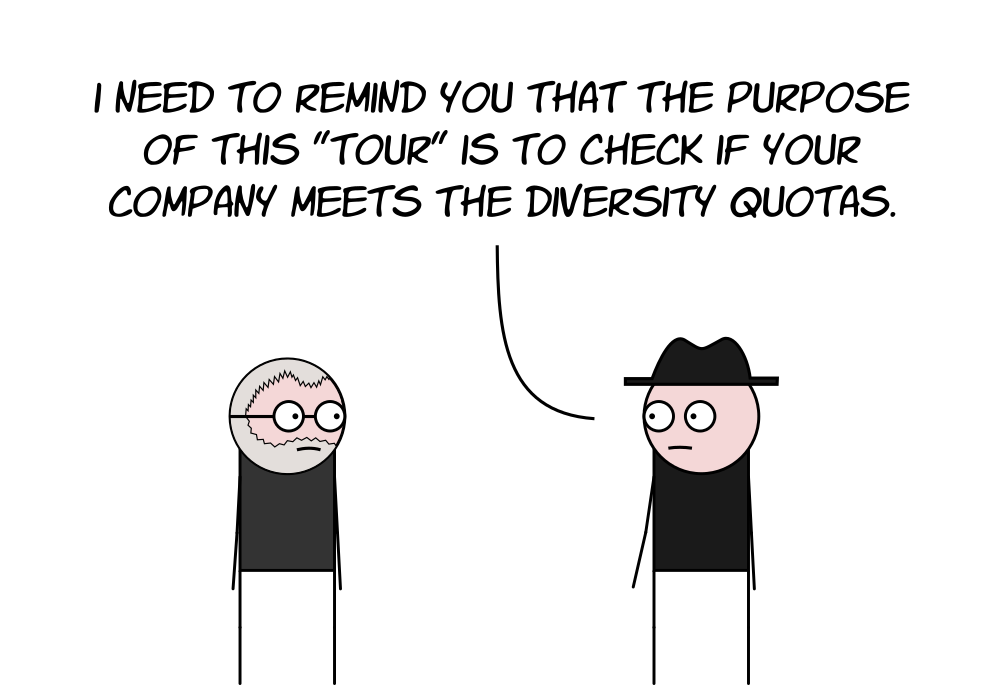 I NEED TO REMIND YOU THAT THE PURPOSE
OF THIS "TOUR" IS TO CHECK IF YOUR
COMPANY MEETS THE DIVERSITY QUOTAS.